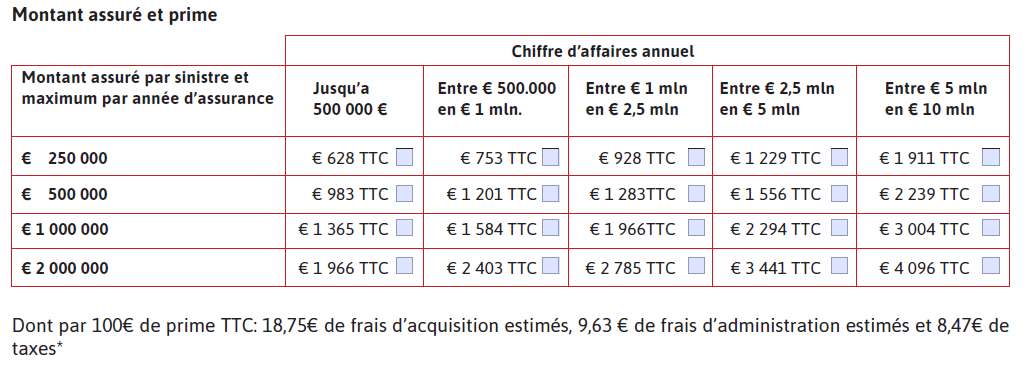 Montant assuré et prime
Chiffre d’affaires annuel
Montant assuré par sinistre et
maximum par année d’assurance
Jusqu’a
500 000 €
Entre € 500.000
en € 1 mln.
Entre € 1 mln
en € 2,5 mln
Entre € 2,5 mln
en € 5 mln
Entre € 5 mln
en € 10 mln
€ 250 000 € 628 TTC € 753 TTC € 928 TTC € 1 229 TTC € 1 911 TTC
€ 500 000 € 983 TTC € 1 201 TTC € 1 283TTC € 1 556 TTC € 2 239 TTC
€ 1 000 000 € 1 365 TTC € 1 584 TTC € 1 966TTC € 2 294 TTC € 3 004 TTC
€ 2 000 000 € 1 966 TTC € 2 403 TTC € 2 785 TTC € 3 441 TTC € 4 096 TTC
Dont par 100€ de prime TTC: 18,75€ de frais d’acquisition estimés, 9,63 € de frais d’administration estimés et 8,47€ de
taxes*